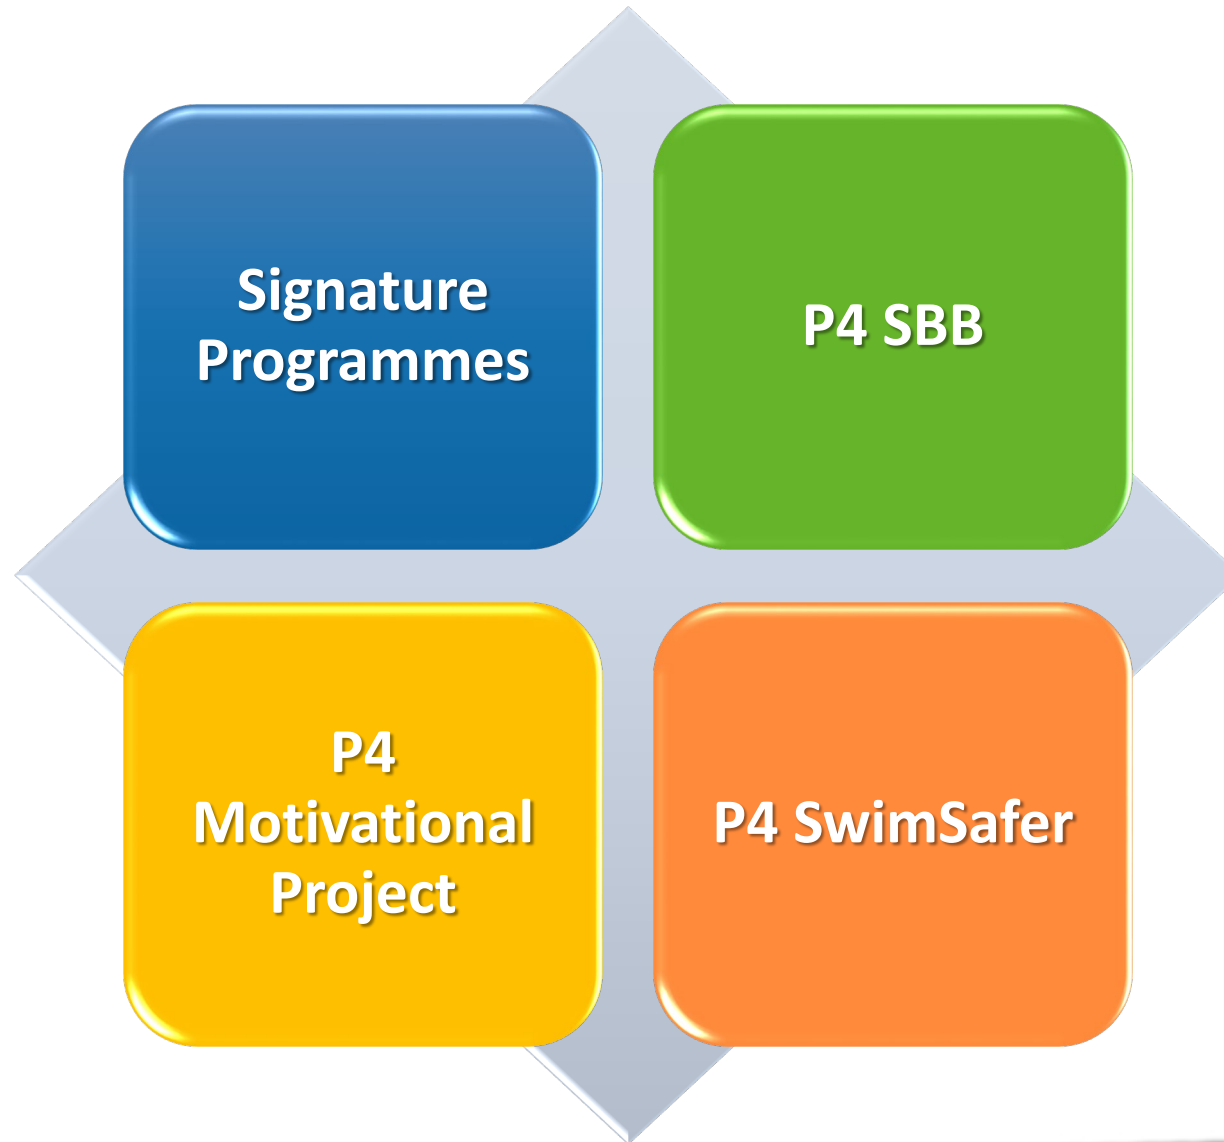 Signature
Programmes
P4 SBB
P4
Motivational
Project
P4 SwimSafer